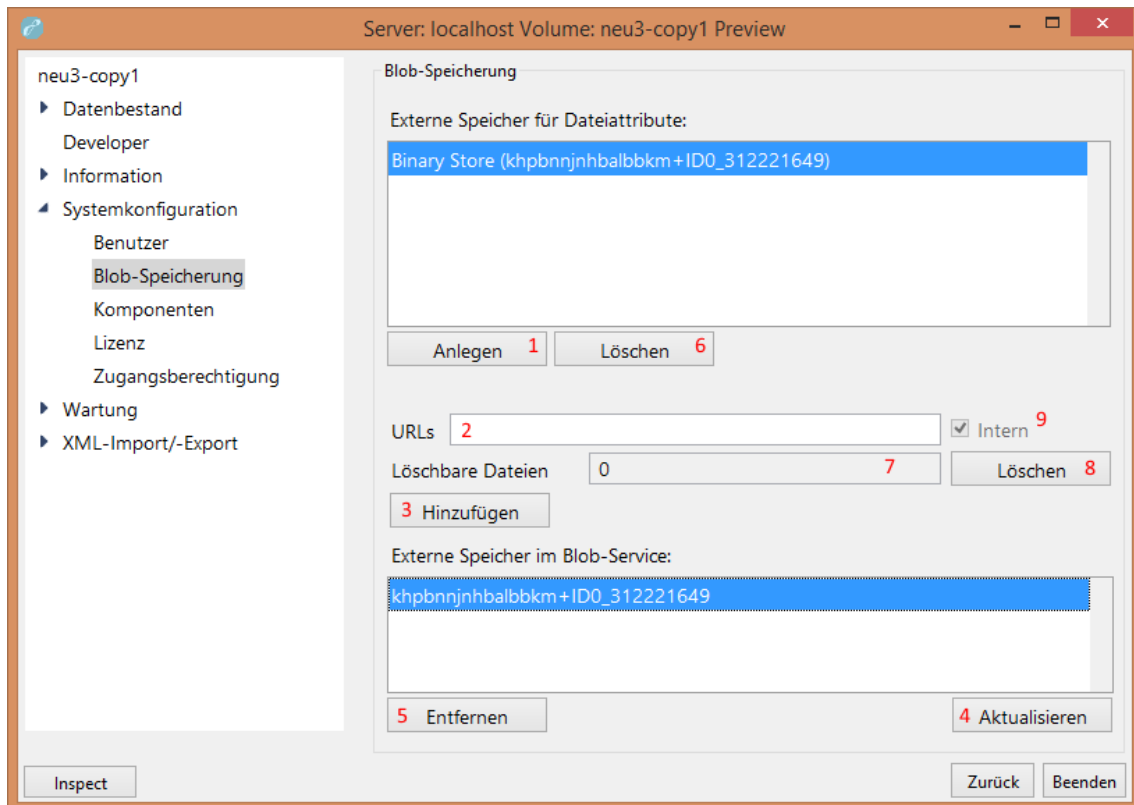 Server: localhost Volume: neu3-copy1 Preview
neu3-copy1
Datenbestand
Developer
Information
Systemkonfiguration
Benutzer
Blob-Speicherung
Komponenten
Lizenz
Zugangsberechtigung
Wartung
XML-Import/-Export
Blob-Speicherung
Externe Speicher für Dateiattribute:
Binary Store (khpbnnjnhbalbbkm+ID0_312221649)
Anlegen 1 Löschen 6
URLs 2 Intern 9
Löschbare Dateien 0 7 Löschen 8
3 Hinzufügen
Externe Speicher im Blob-Service:
khpbnnjnhbalbbkm+ID0_312221649
5 Entfernen 4 Aktualisieren
Inspect Zurück Beenden